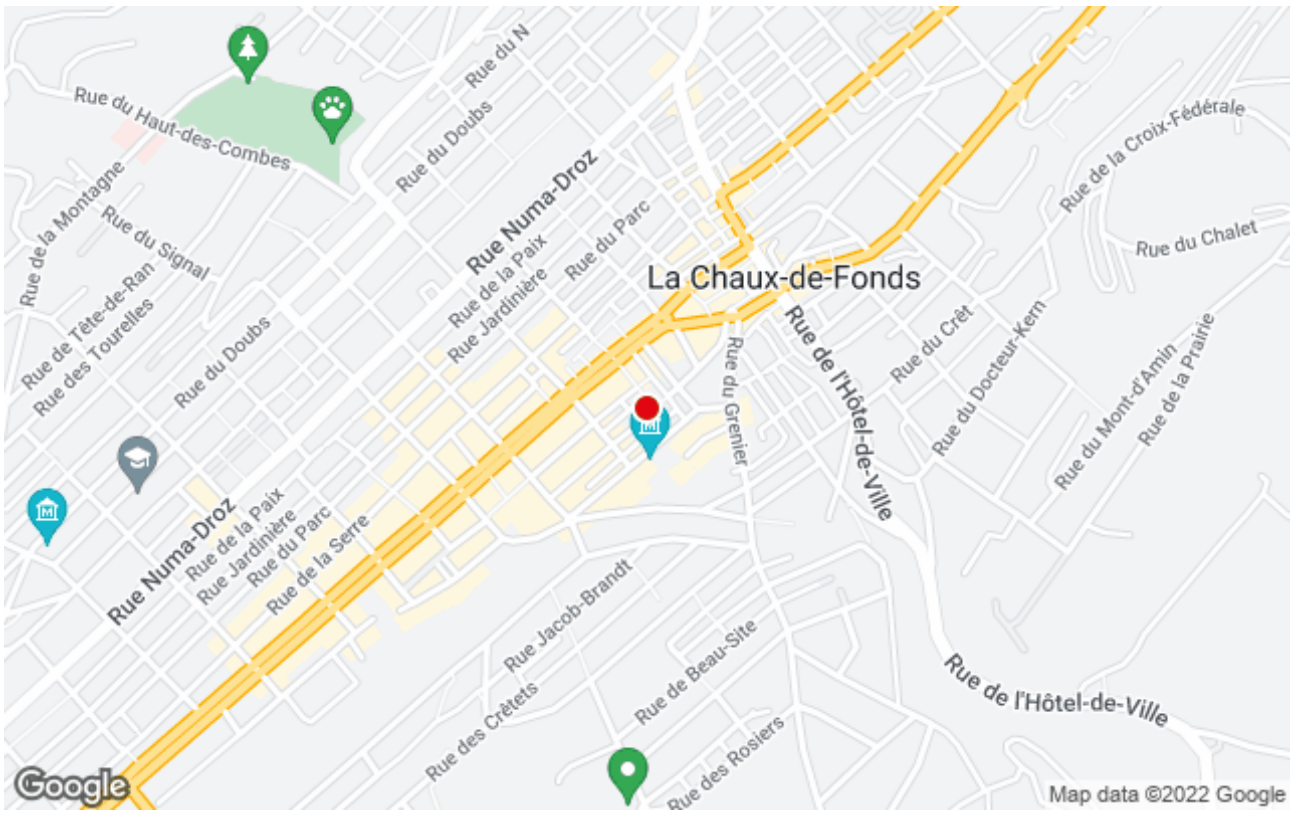 Rue du N
Rue du Haut-des-Combes
Rue du Doubs
Rue de la Croix-Fédérale
Rue de la Montagne
Rue Numa-Droz
Rue du Parc
Rue du Signal
Rue de la Paix
Rue du Chalet
La Chaux-de-Fonds
Rue Jardinière
Rue de Tête-de-Ran
Rue des Tourelles
Rue du Doubs
Rue du Crêt
Rue de l'Hôtel-de-Ville
Rue du Docteur-Kern
Rue du Grenier
Rue du Mont-d'Amin
Rue de la Prairie
M
M
Rue Numa-Droz
Rue de la Paix
Rue Jardinière
Rue du Parc
Rue de la Serre
Rue Jacob-Brandt
Rue de Beau-Site
Rue des Crêtets
Rue de l'Hôtel-de-Ville
Rue des Rosiers
Google
Map data ©2022 Google